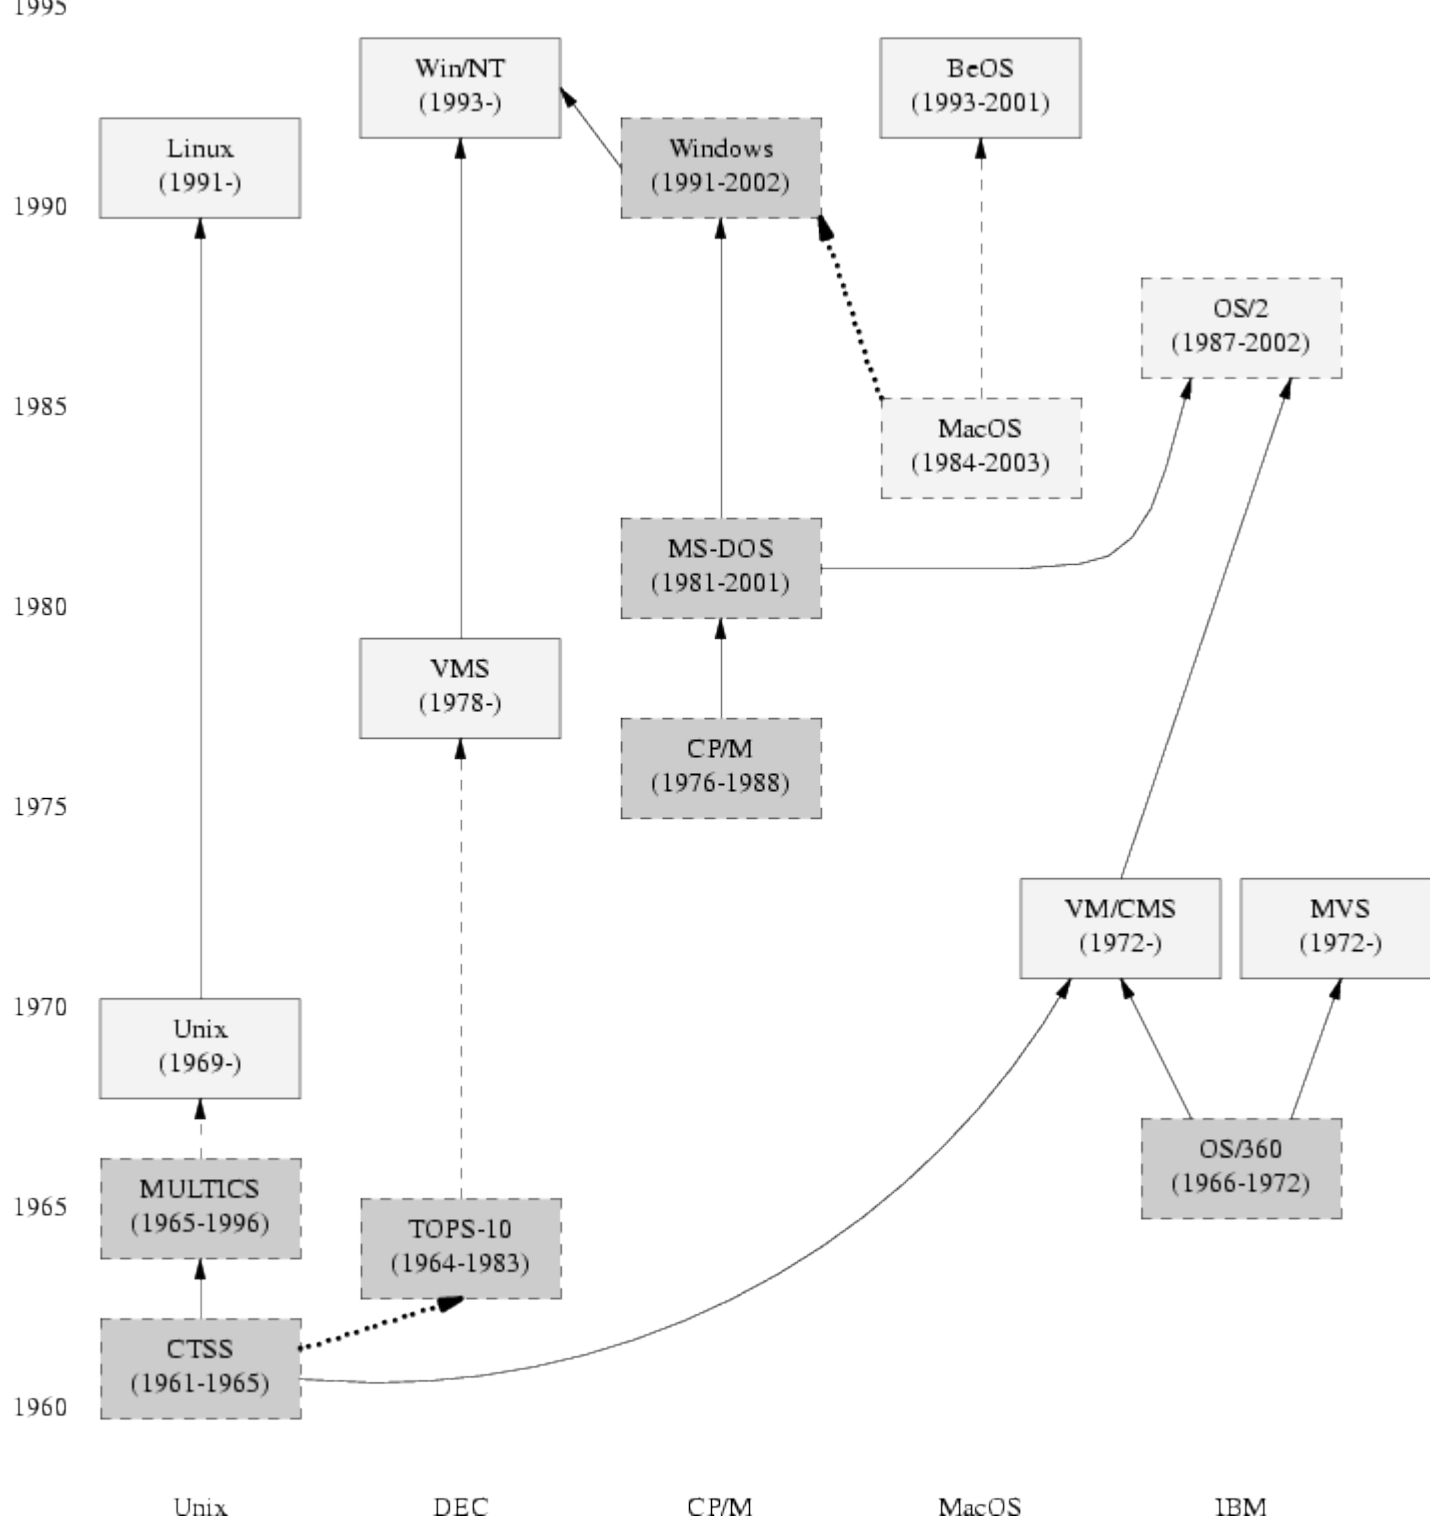 1995
Win/NT
(1993-)
BeOS
(1993-2001)
Linux
(1991-)
Windows
(1991-2002)
1990
OS/2
(1987-2002)
1985
MacOS
(1984-2003)
MS-DOS
(1981-2001)
1980
VMS
(1978-)
CP/M
(1976-1988)
1975
VM/CMS
(1972-)
MVS
(1972-)
1970
Unix
(1969-)
OS/360
(1966-1972)
MULTICS
(1965-1996)
1965
TOPS-10
(1964-1983)
CTSS
(1961-1965)
1960
Unix
DEC
CP/M
MacOS
IBM